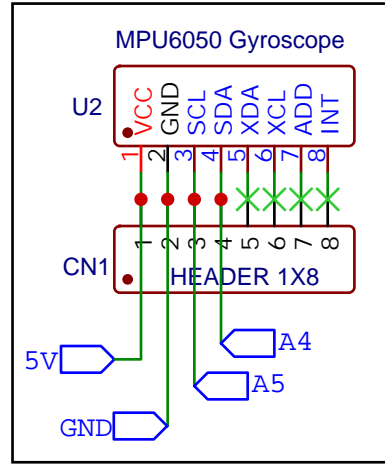 MPU6050 Gyroscope
U2
VCC GND SCL SDA XDA XCL ADD INT
1 2 3 4 5 6 7 8
1 2 3 4 5 6 7 8
CN1
HEADER 1X8
A4
5V
A5
GND